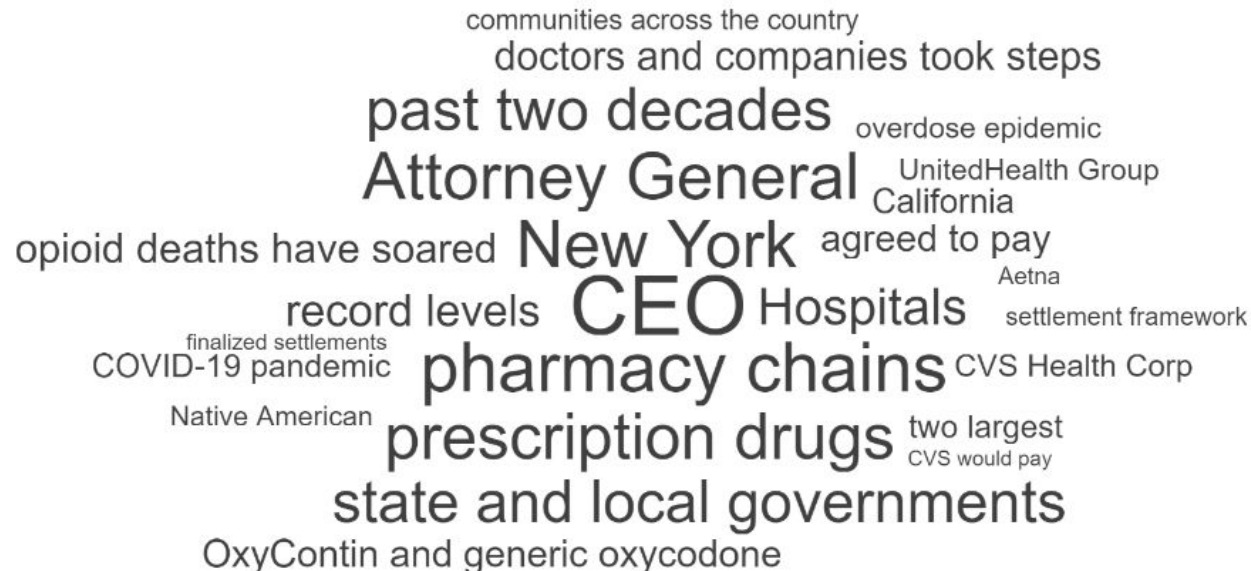 communities across the country
doctors and companies took steps
past two decades
overdose epidemic
Attorney General
UnitedHealth Group
California
opioid deaths have soared
New York
agreed to pay
Aetna
record levels
CEO
Hospitals
settlement framework
finalized settlements
COVID-19 pandemic
pharmacy chains
CVS Health Corp
Native American
prescription drugs
two largest
CVS would pay
state and local governments
OxyContin and generic oxycodone